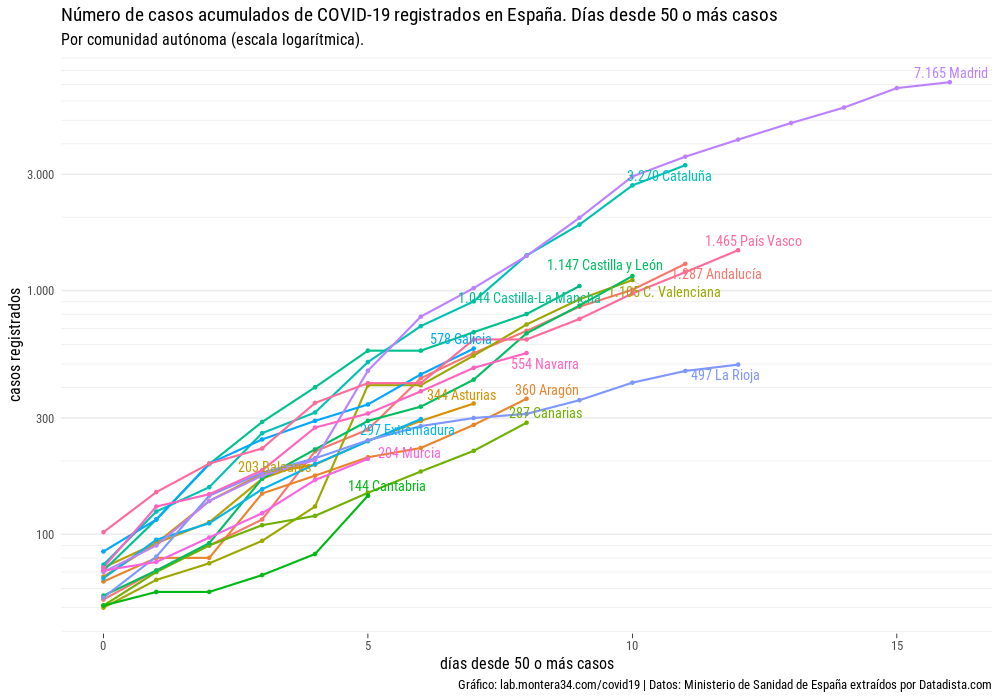 Número de casos acumulados de COVID-19 registrados en España. Días desde 50 o más casos
Por comunidad autónoma (escala logarítmica).
7.165 Madrid
3.270 Cataluña
1.465 País Vasco
1.147 Castilla y León
1.287 Andalucía
1.044 Castilla-La Mancha
1.105 C. Valenciana
578 Galicia
554 Navarra
497 La Rioja
360 Aragón
344 Asturias
287 Canarias
297 Extremadura
204 Murcia
203 Baleares
144 Cantabria
3.000
1.000
300
100
casos registrados
0
5
10
15
días desde 50 o más casos
Gráfico: lab.montera34.com/covid19 | Datos: Ministerio de Sanidad de España extraídos por Datadista.com